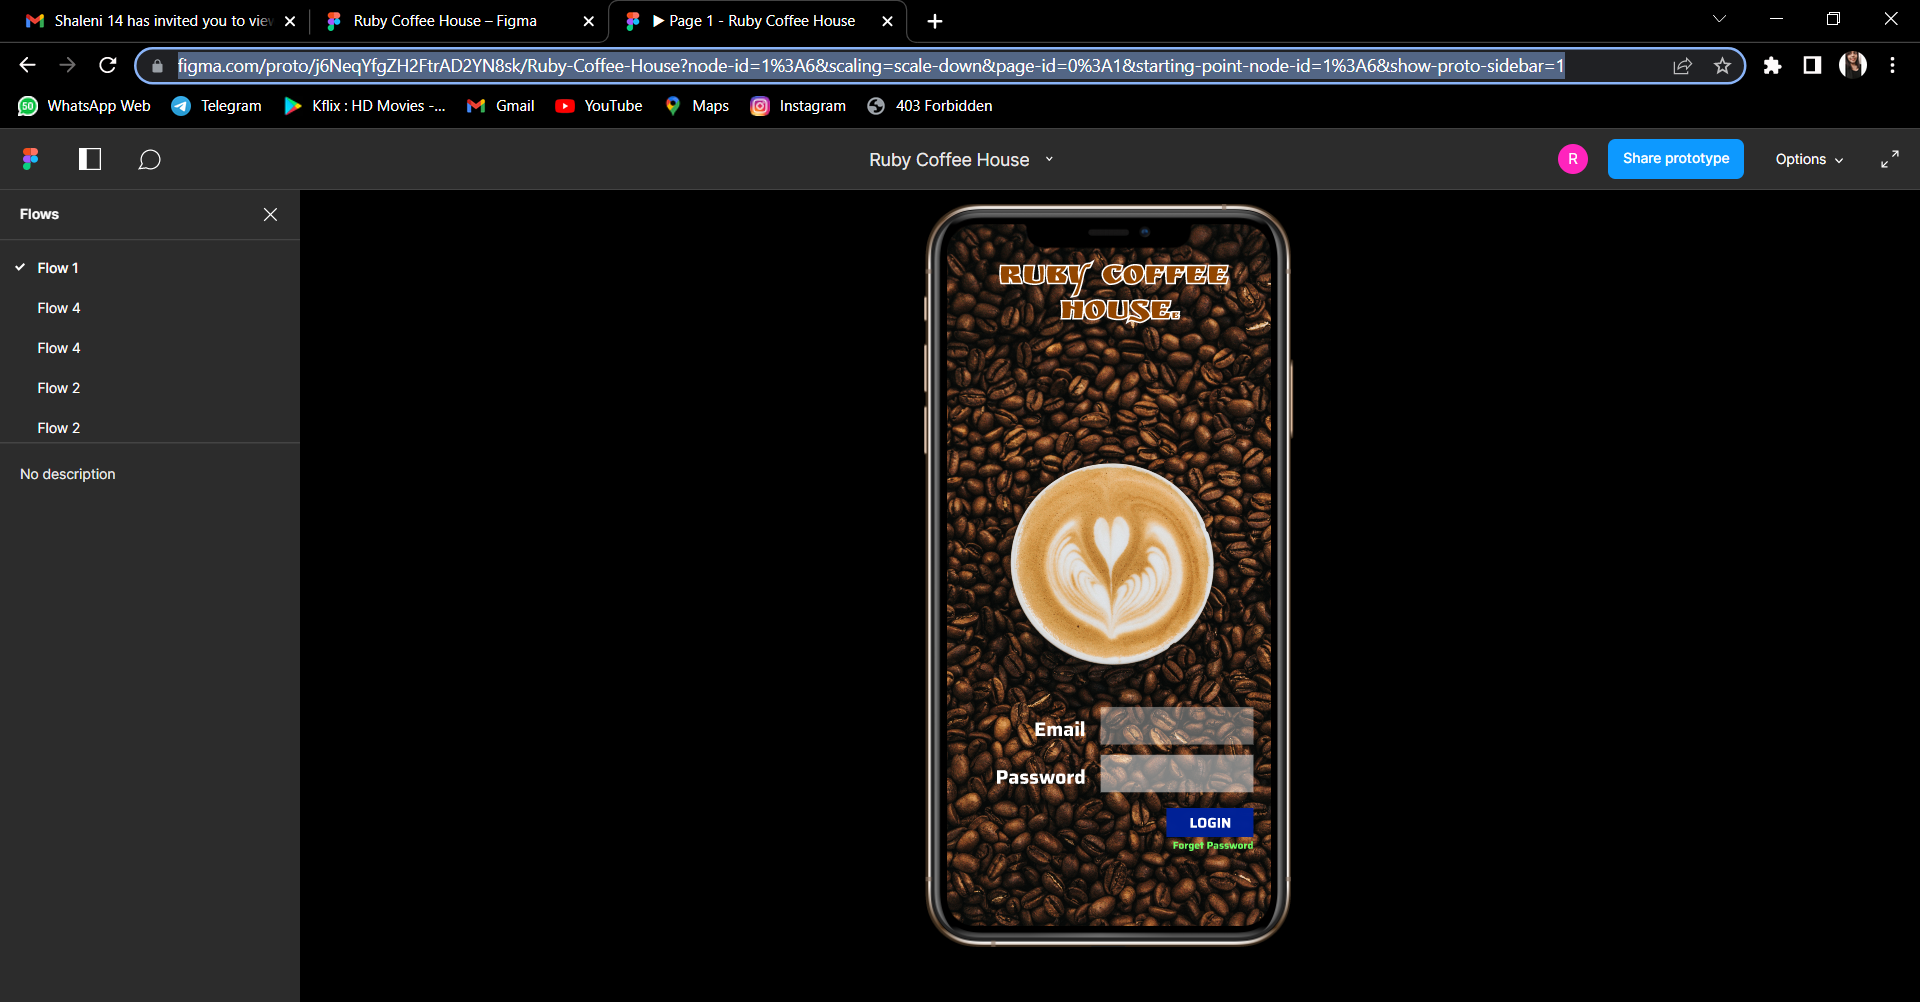 Shaleni 14 has invited you to viev
Ruby Coffee House – Figma
▶ Page 1 - Ruby Coffee House
figma.com/proto/j6NeqYfgZH2FtrAD2YN8sk/Ruby-Coffee-House?node-id=1%3A6&scaling=scale-down&page-id=0%3A1&starting-point-node-id=1%3A6&show-proto-sidebar=1
50 WhatsApp Web
Telegram
Kflix : HD Movies -...
Gmail
YouTube
Maps
Instagram
403 Forbidden
Ruby Coffee House
R
Share prototype
Options
Flows
Flow 1
Flow 4
Flow 4
Flow 2
Flow 2
No description
RUBY COFFEE
HOUSE
Email
Password
LOGIN
Forget Password